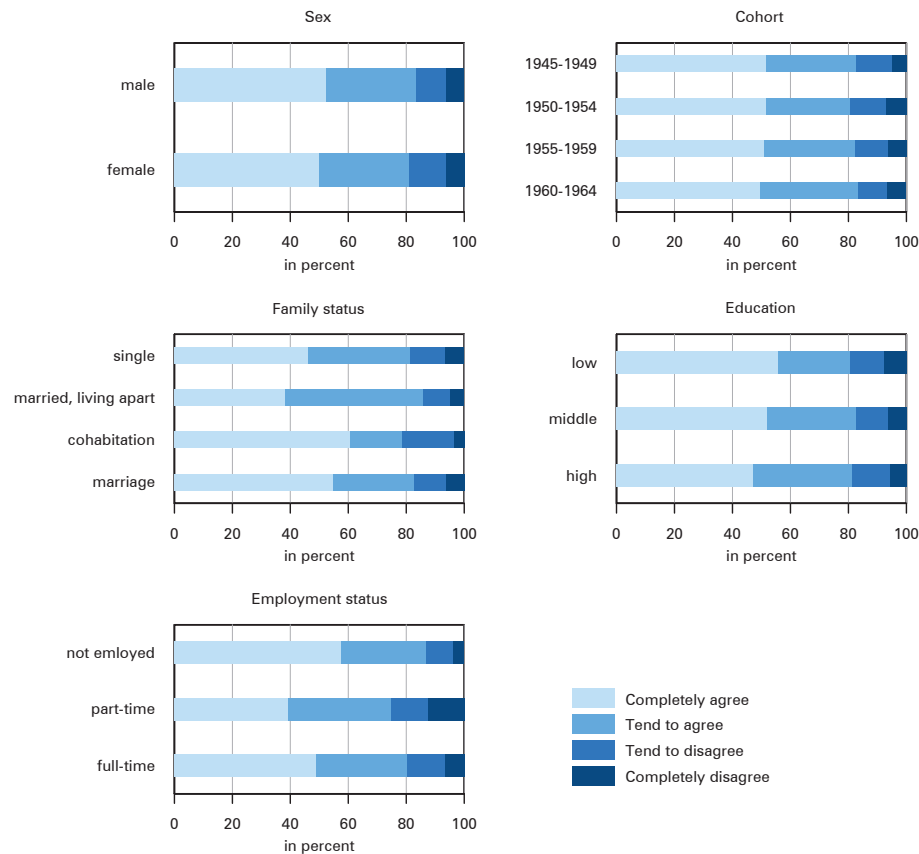 Sex
male
female
0 20 40 60 80 100
in percent
Cohort
1945-1949
1950-1954
1955-1959
1960-1964
0 20 40 60 80 100
in percent
Family status
single
married, living apart
cohabitation
marriage
0 20 40 60 80 100
in percent
Education
low
middle
high
0 20 40 60 80 100
in percent
Employment status
not emloyed
part-time
full-time
0 20 40 60 80 100
in percent
Completely agree
Tend to agree
Tend to disagree
Completely disagree